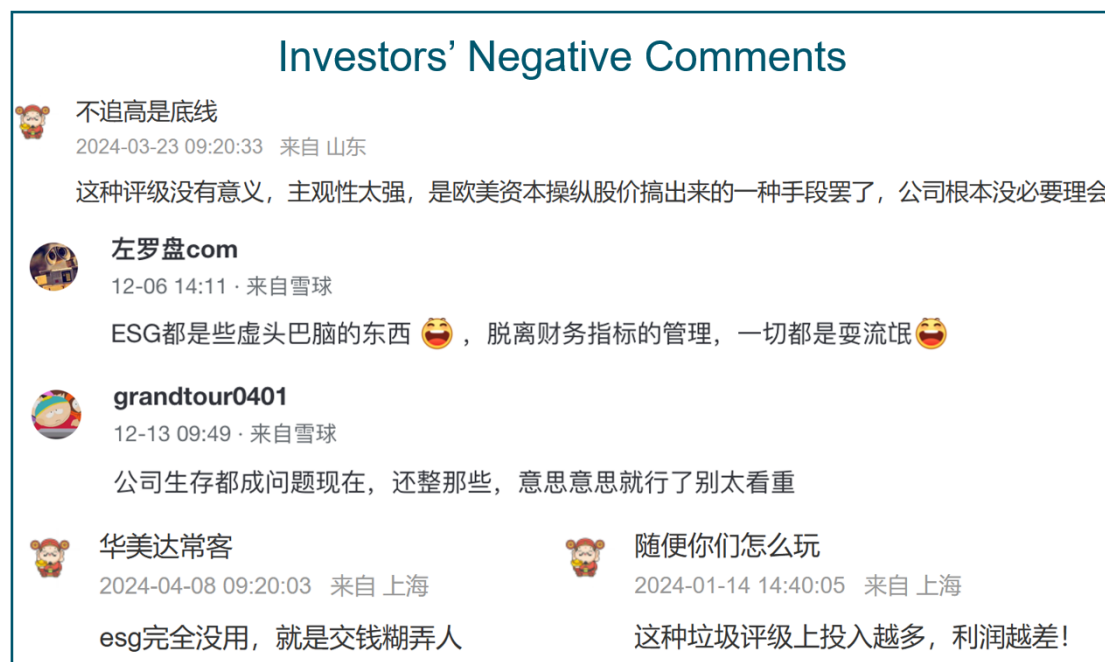 Investors’ Negative Comments
不追高是底线
2024-03-23 09:20:33 来自 山东
这种评级没有意义，主观性太强，是欧美资本操纵股价搞出来的一种手段罢了，公司根本没必要理会
左罗盘com
12-06 14:11 · 来自雪球
ESG都是些虚头巴脑的东西😆，脱离财务指标的管理，一切都是耍流氓😆
grandtour0401
12-13 09:49 · 来自雪球
公司生存都成问题现在，还整那些，意思意思就行了别太看重
华美达常客
2024-04-08 09:20:03 来自 上海
esg完全没用，就是交钱糊弄人
随便你们怎么玩
2024-01-14 14:40:05 来自 上海
这种垃圾评级上投入越多，利润越差！